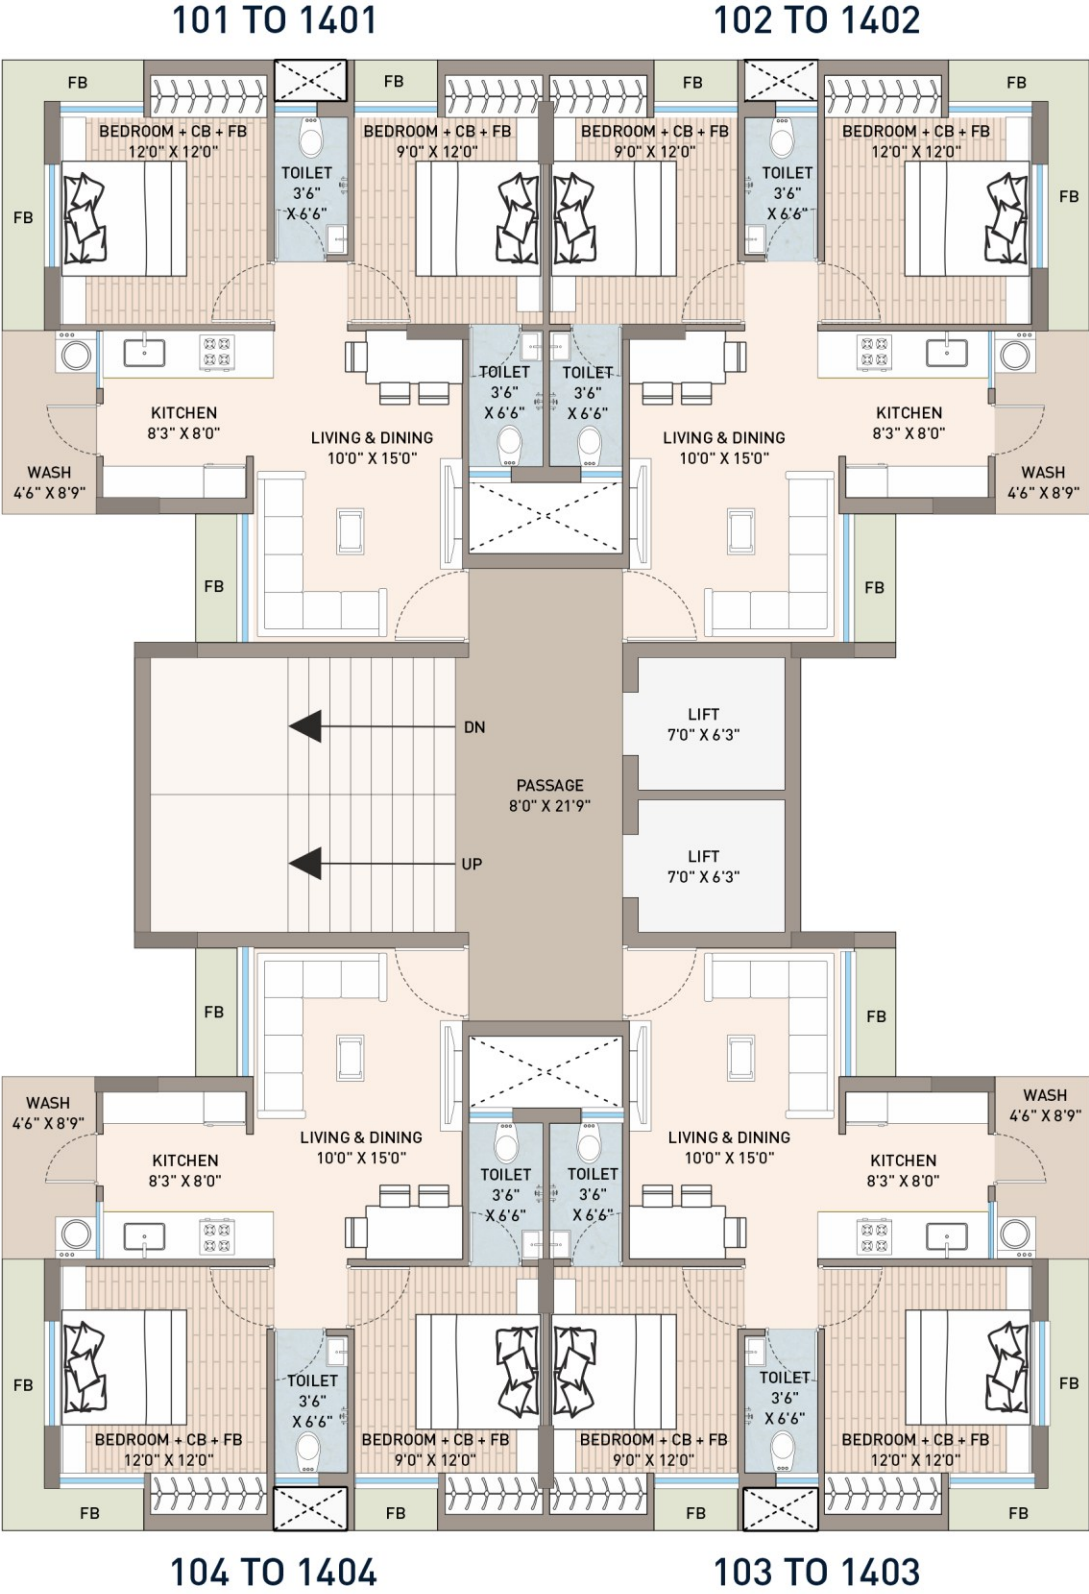 101 TO 1401
102 TO 1402
FB
FB
FB
FB
BEDROOM + CB + FB
12'0" X 12'0"
BEDROOM + CB + FB
9'0" X 12'0"
BEDROOM + CB + FB
9'0" X 12'0"
BEDROOM + CB + FB
12'0" X 12'0"
TOILET
3'6"
X 6'6"
TOILET
3'6"
X 6'6"
FB
FB
TOILET
3'6"
X 6'6"
TOILET
3'6"
X 6'6"
KITCHEN
8'3" X 8'0"
LIVING & DINING
10'0" X 15'0"
LIVING & DINING
10'0" X 15'0"
KITCHEN
8'3" X 8'0"
WASH
4'6" X 8'9"
WASH
4'6" X 8'9"
FB
FB
DN
LIFT
7'0" X 6'3"
PASSAGE
8'0" X 21'9"
UP
LIFT
7'0" X 6'3"
FB
FB
WASH
4'6" X 8'9"
WASH
4'6" X 8'9"
LIVING & DINING
10'0" X 15'0"
LIVING & DINING
10'0" X 15'0"
KITCHEN
8'3" X 8'0"
KITCHEN
8'3" X 8'0"
TOILET
3'6"
X 6'6"
TOILET
3'6"
X 6'6"
FB
FB
TOILET
3'6"
X 6'6"
TOILET
3'6"
X 6'6"
BEDROOM + CB + FB
12'0" X 12'0"
BEDROOM + CB + FB
9'0" X 12'0"
BEDROOM + CB + FB
9'0" X 12'0"
BEDROOM + CB + FB
12'0" X 12'0"
FB
FB
FB
FB
104 TO 1404
103 TO 1403